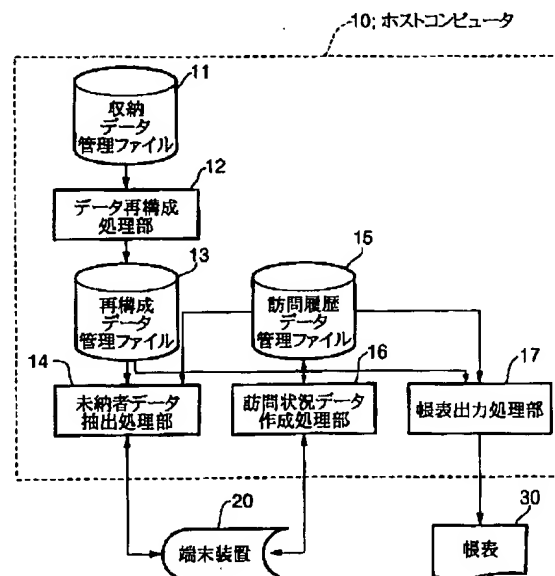 10; ホストコンピュータ
11
収納
データ
管理ファイル
12
データ再構成
処理部
13
再構成
データ
管理ファイル
15
訪問履歴
データ
管理ファイル
14
未納者データ
抽出処理部
16
訪問状況データ
作成処理部
17
帳表出力処理部
20
端末装置
30
帳表